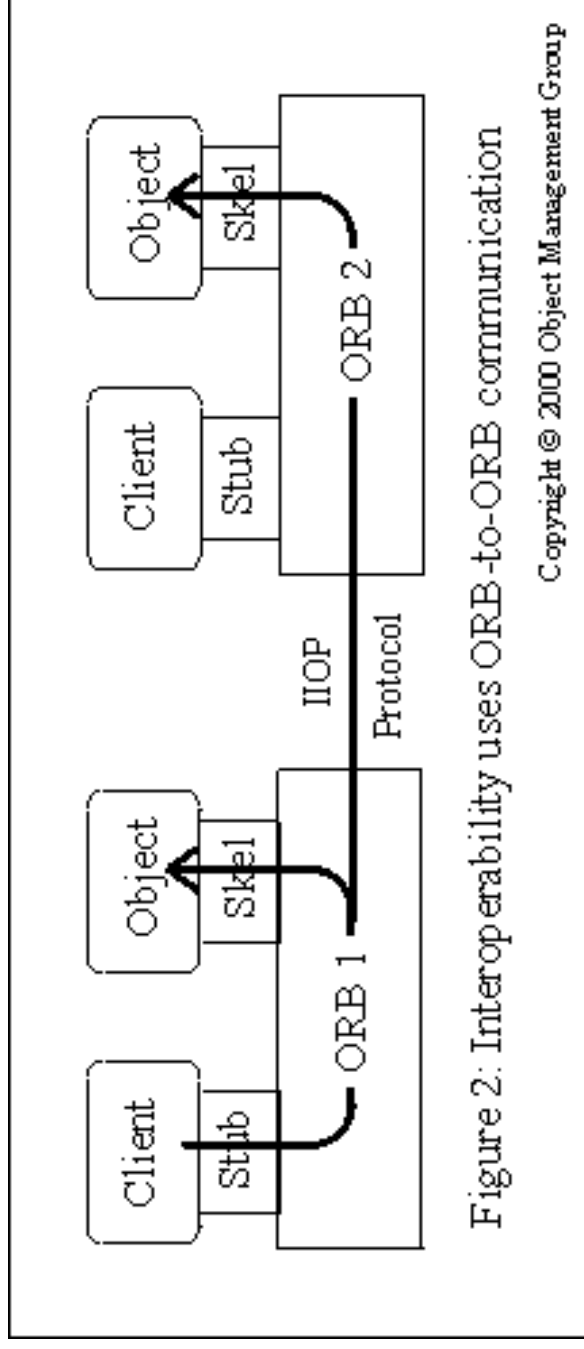 Client
Object
Client
Object
Stub
Skel
Stub
Skel
IIOP
ORB 1
ORB 2
Protocol
Figure 2: Interoperability uses ORB-to-ORB communication
Copyright © 2000 Object Management Group